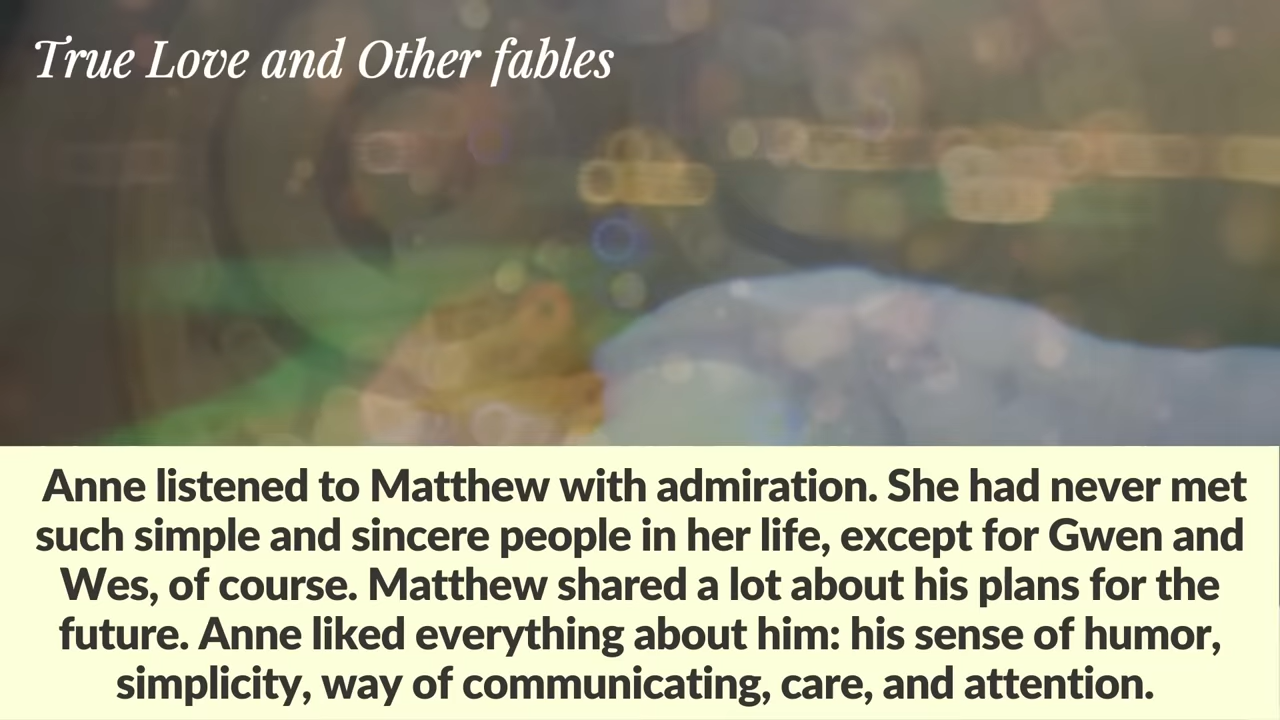 True Love and Other fables
Anne listened to Matthew with admiration. She had never met
such simple and sincere people in her life, except for Gwen and
Wes, of course. Matthew shared a lot about his plans for the
future. Anne liked everything about him: his sense of humor,
simplicity, way of communicating, care, and attention.